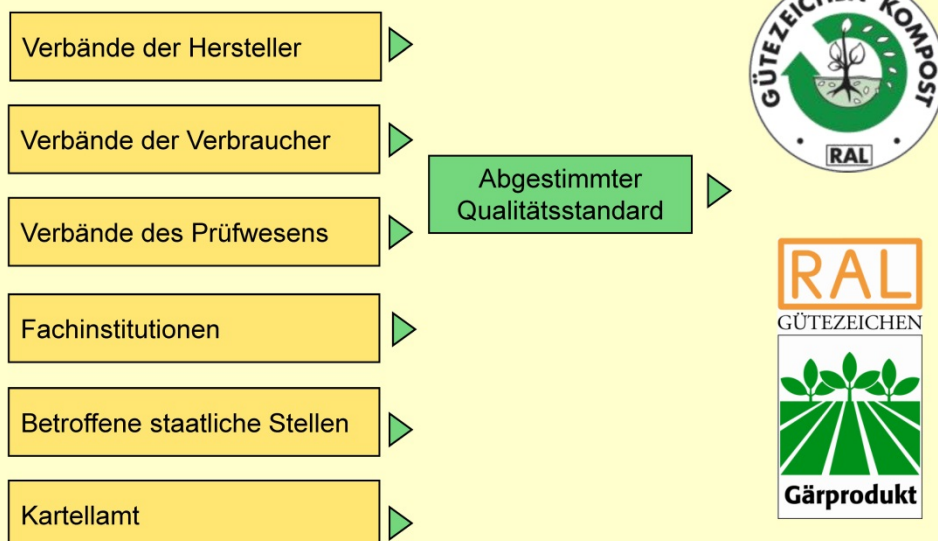 Verbände der Hersteller
Verbände der Verbraucher
Verbände des Prüfwesens
Fachinstitutionen
Betroffene staatliche Stellen
Kartellamt
Abgestimmter
Qualitätsstandard
GÜTEZEICHEN KOMPOST
RAL
RAL
GÜTEZEICHEN
Gärprodukt